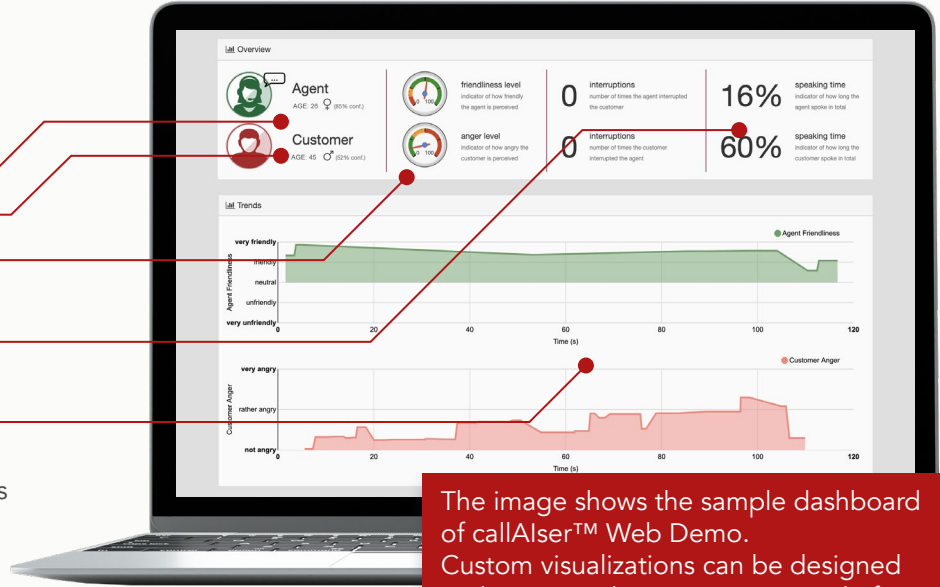 Overview
Agent
AGE: 26 (85% conf.)
Customer
AGE: 45 (52% conf.)
0 100
friendliness level
indicator of how friendly
the agent is perceived
0 100
anger level
indicator of how angry the
customer is perceived
0
interruptions
number of times the agent interrupted
the customer
0
interruptions
number of times the customer
interrupted the agent
16%
speaking time
indicator of how long the
agent spoke in total
60%
speaking time
indicator of how long the
customer spoke in total
Trends
Agent Friendliness
Agent Friendliness
very friendly
friendly
neutral
unfriendly
very unfriendly
0 20 40 60 80 100 120
Time (s)
Customer Anger
Customer Anger
very angry
rather angry
not angry
0 20 40 60 80 100 120
Time (s)
s
The image shows the sample dashboard
of callAIser™ Web Demo.
Custom visualizations can be designed